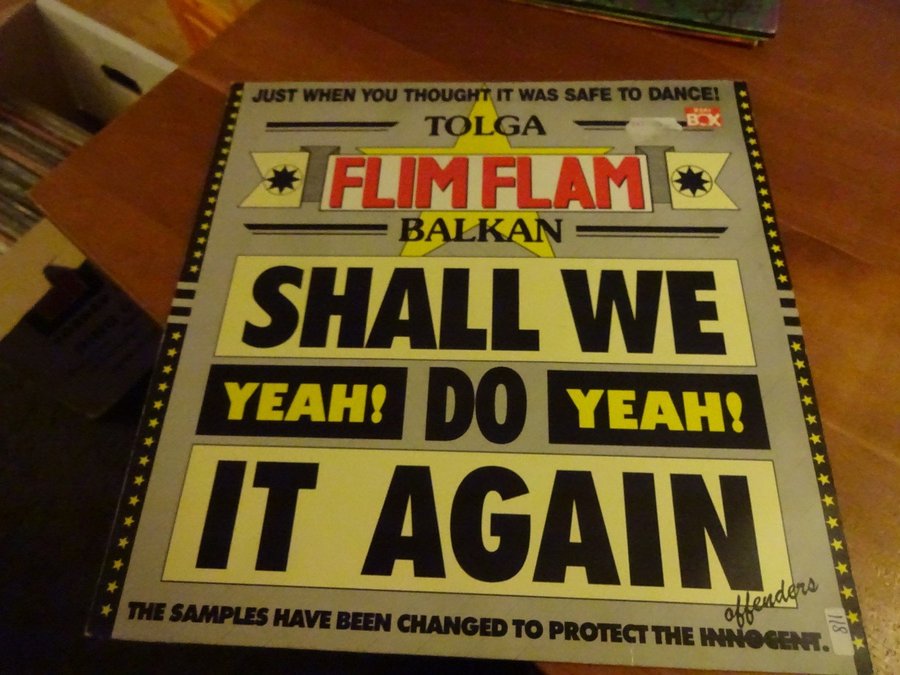 JUST WHEN YOU THOUGHT IT WAS SAFE TO DANCE!
TOLGA
BOX
FLIM FLAM
BALKAN
SHALL WE
YEAH! DO YEAH!
IT AGAIN
offenders
THE SAMPLES HAVE BEEN CHANGED TO PROTECT THE INNOCENT.
118